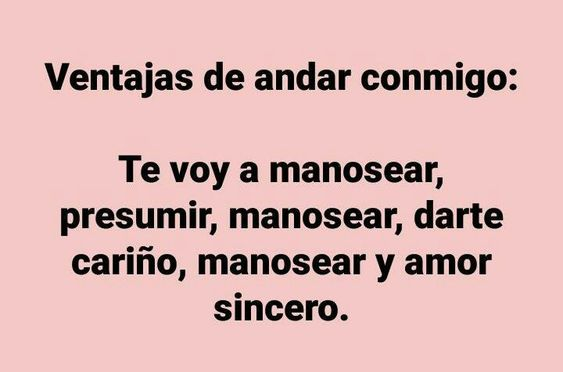 Ventajas de andar conmigo:
Te voy a manosear,
presumir, manosear, darte
cariño, manosear y amor
sincero.